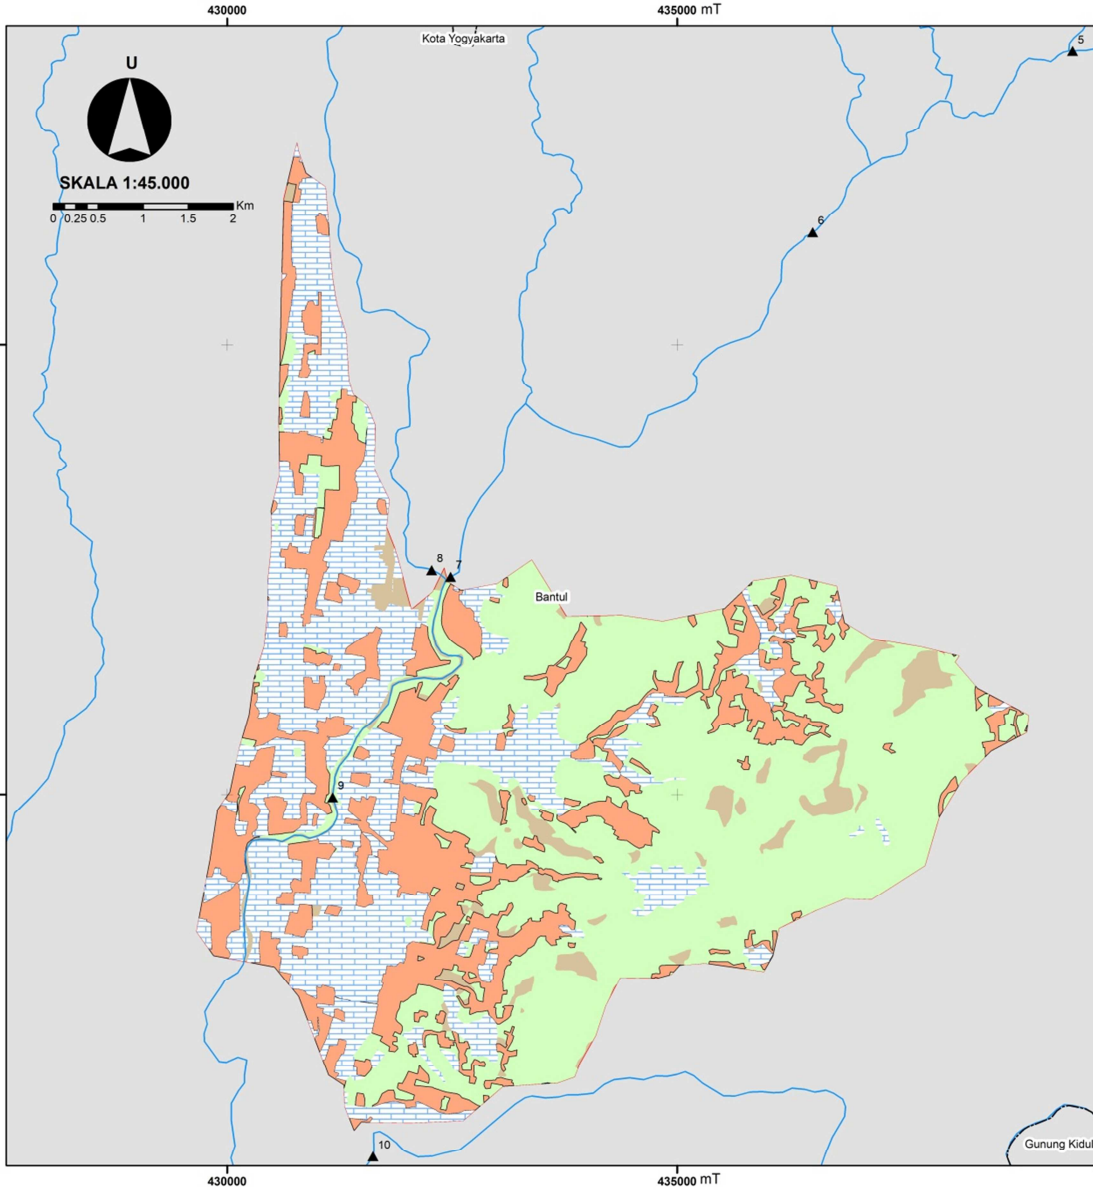 430000
435000 mT
Kota Yogyakarta
5
U
SKALA 1:45.000
Km
0 0.25 0.5 1 1.5 2
6
8
7
Bantul
9
10
Gunung Kidul
430000
435000 mT